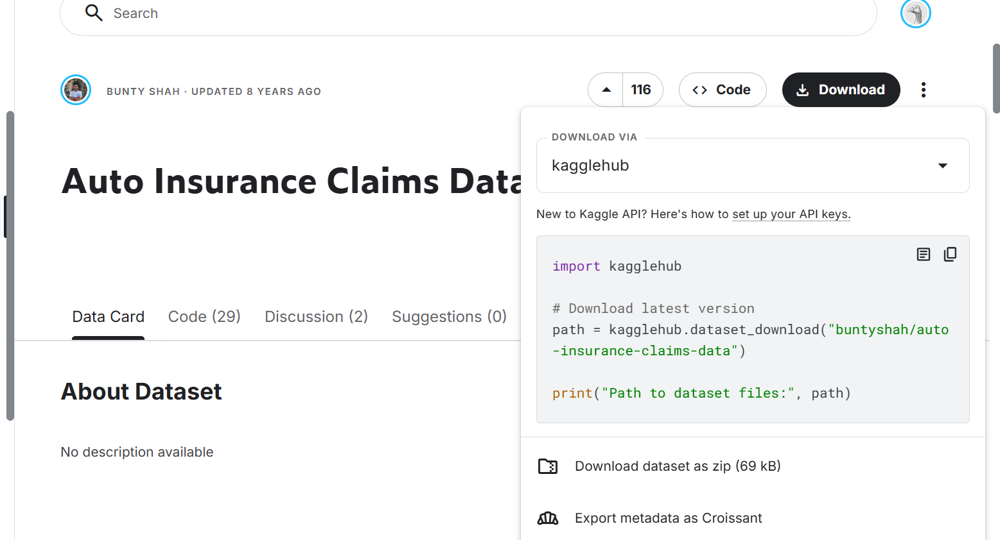 Search
BUNTY SHAH · UPDATED 8 YEARS AGO
116
Code
Download
Auto Insurance Claims Data
DOWNLOAD VIA
kagglehub
New to Kaggle API? Here's how to set up your API keys.
import kagglehub
# Download latest version
path = kagglehub.dataset_download("buntyshah/auto
-insurance-claims-data")
print("Path to dataset files:", path)
Download dataset as zip (69 kB)
Export metadata as Croissant
Data Card
Code (29)
Discussion (2)
Suggestions (0)
About Dataset
No description available